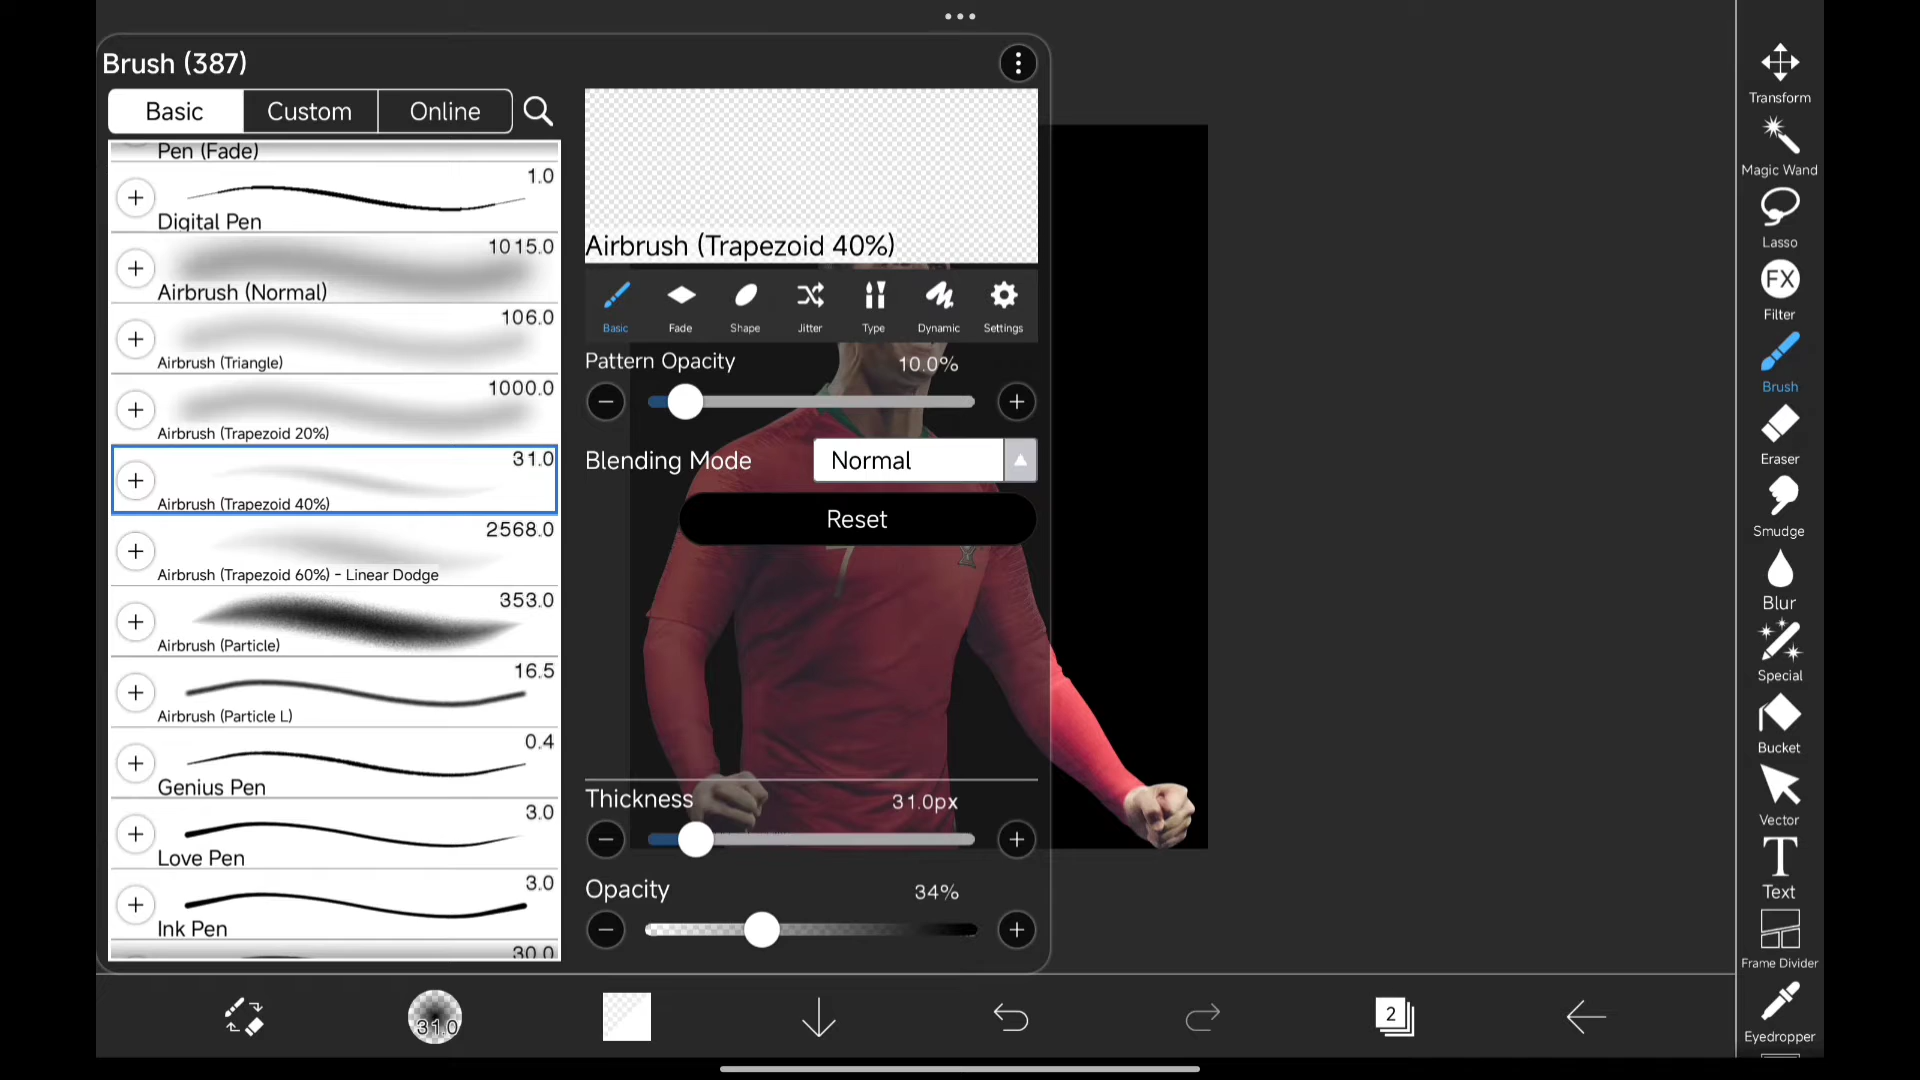 Brush (387)
Basic
Custom
Online
Pen (Fade)
1.0
Digital Pen
1015.0
Airbrush (Normal)
106.0
Airbrush (Triangle)
1000.0
Airbrush (Trapezoid 20%)
31.0
Airbrush (Trapezoid 40%)
2568.0
Airbrush (Trapezoid 60%) - Linear Dodge
353.0
Airbrush (Particle)
16.5
Airbrush (Particle L)
0.4
Genius Pen
3.0
Love Pen
3.0
Ink Pen
30.0
Airbrush (Trapezoid 40%)
Basic
Fade
Shape
Jitter
Type
Dynamic
Settings
Pattern Opacity
10.0%
Blending Mode
Normal
Reset
7
Thickness
31.0px
Opacity
34%
Transform
Magic Wand
Lasso
FX
Filter
Brush
Eraser
Smudge
Blur
Special
Bucket
Vector
T
Text
Frame Divider
Eyedropper
31.0
2